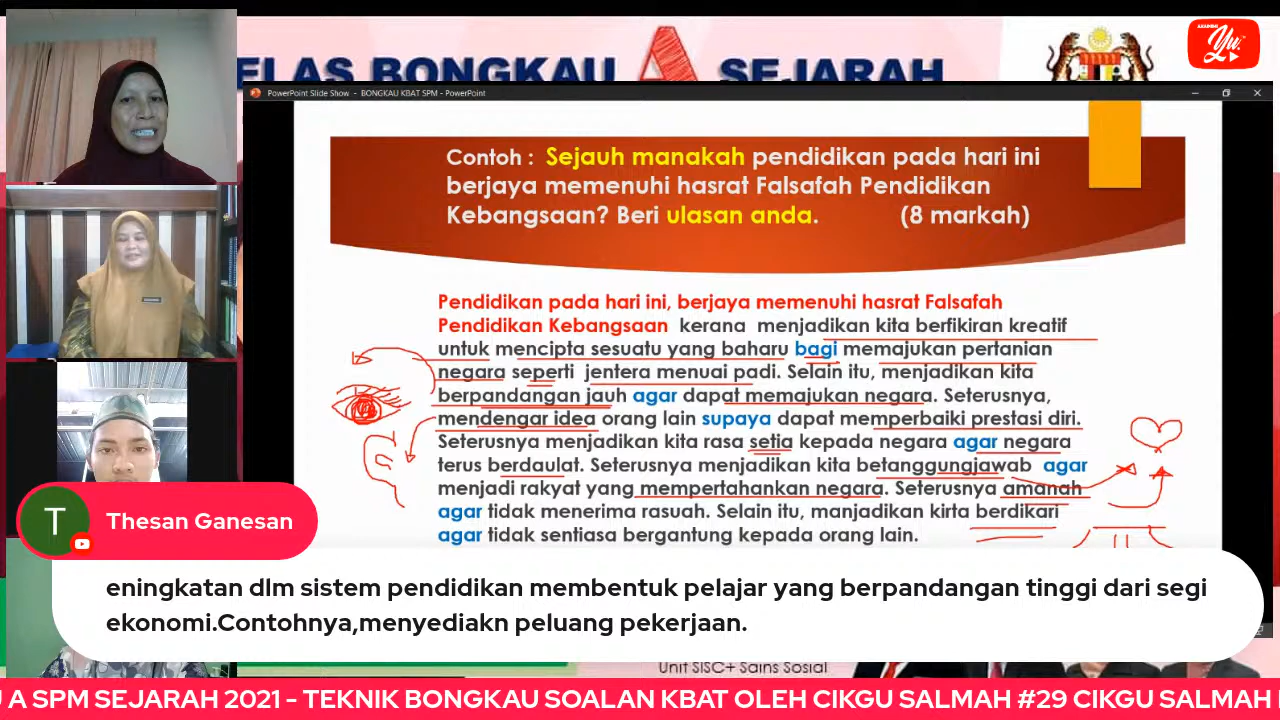 ELAS BONGKAU A SEJARAH
AKADEMI
YU
PowerPoint Slide Show - BONGKAU KBAT SPM - PowerPoint
Contoh : Sejauh manakah pendidikan pada hari ini
berjaya memenuhi hasrat Falsafah Pendidikan
Kebangsaan? Beri ulasan anda. (8 markah)
Pendidikan pada hari ini, berjaya memenuhi hasrat Falsafah
Pendidikan Kebangsaan kerana menjadikan kita berfikiran kreatif
untuk mencipta sesuatu yang baharu bagi memajukan pertanian
negara seperti jentera menuai padi. Selain itu, menjadikan kita
berpandangan jauh agar dapat memajukan negara. Seterusnya,
mendengar idea orang lain supaya dapat memperbaiki prestasi diri.
Seterusnya menjadikan kita rasa setia kepada negara agar negara
terus berdaulat. Seterusnya menjadikan kita betanggungjawab agar
menjadi rakyat yang mempertahankan negara. Seterusnya amanah
agar tidak menerima rasuah. Selain itu, manjadikan kirta berdikari
agar tidak sentiasa bergantung kepada orang lain.
T
Thesan Ganesan
eningkatan dlm sistem pendidikan membentuk pelajar yang berpandangan tinggi dari segi
ekonomi.Contohnya,menyediakn peluang pekerjaan.
Unit SISC+ Sains Sosial
U A SPM SEJARAH 2021 - TEKNIK BONGKAU SOALAN KBAT OLEH CIKGU SALMAH #29 CIKGU SALMAH